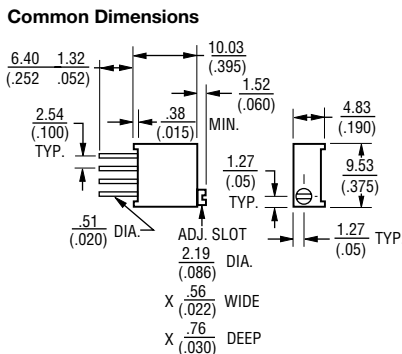 Common Dimensions
10.03
(.395)
6.40 1.32
(.252 .052)
1.52
(.060)
MIN.
4.83
(.190)
2.54
(.100)
TYP.
.38
(.015)
1.27
(.05)
TYP.
9.53
(.375)
.51
(.020) DIA.
ADJ. SLOT
2.19
(.086) DIA.
X .56
(.022) WIDE
X .76
(.030) DEEP
1.27
(.05) TYP